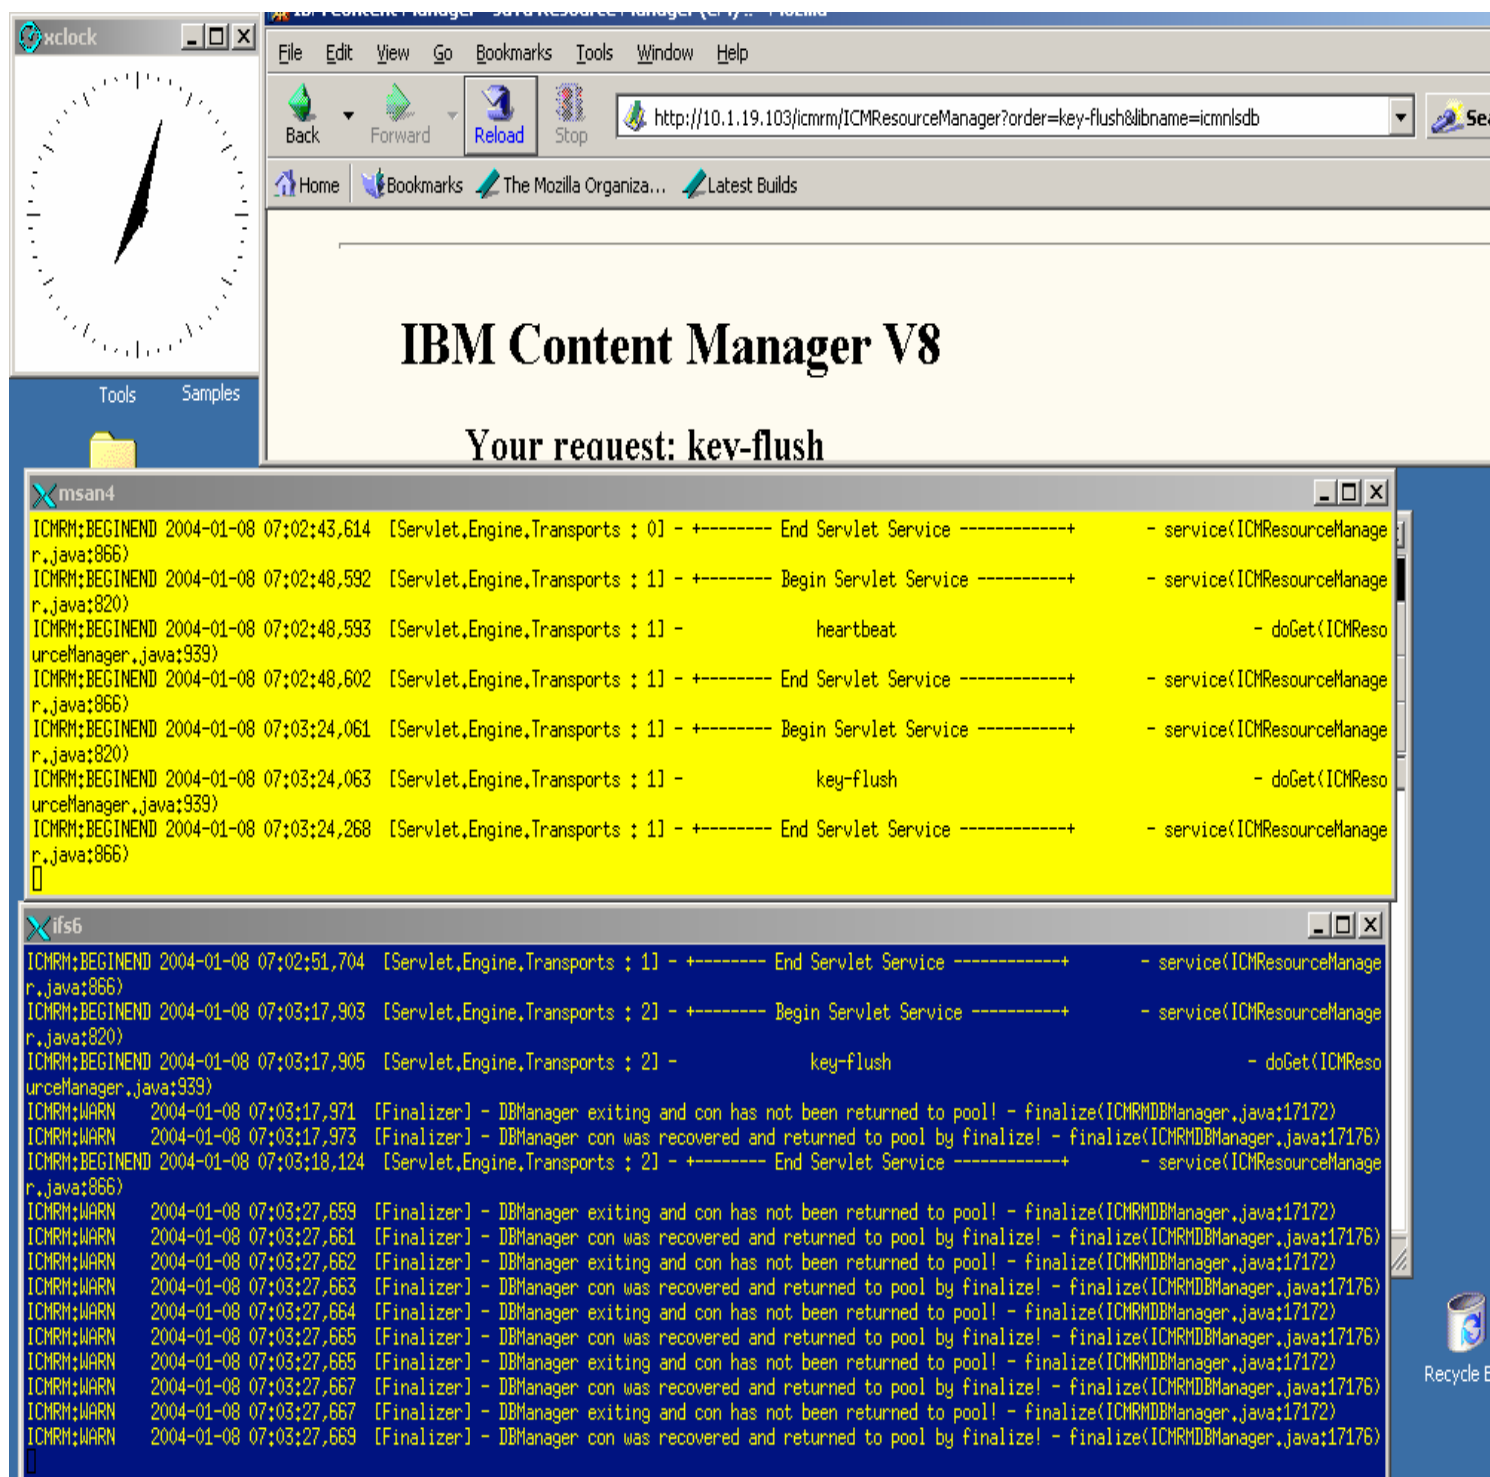 xclock
File Edit View Go Bookmarks Tools Window Help
Back Forward Reload Stop http://10.1.19.103/icmrm/ICMResourceManager?order=key-flush&libname=icmnlsdb
Home Bookmarks The Mozilla Organiza... Latest Builds
IBM Content Manager V8
Your request: key-flush
Tools Samples
msan4
ICMRM:BEGINEND 2004-01-08 07:02:43,614 [Servlet.Engine.Transports : 0] - +-------- End Servlet Service ------------+ - service(ICMResourceManage
r.java:866)
ICMRM:BEGINEND 2004-01-08 07:02:48,592 [Servlet.Engine.Transports : 1] - +-------- Begin Servlet Service ----------+ - service(ICMResourceManage
r.java:820)
ICMRM:BEGINEND 2004-01-08 07:02:48,593 [Servlet.Engine.Transports : 1] - heartbeat - doGet(ICMReso
urceManager.java:939)
ICMRM:BEGINEND 2004-01-08 07:02:48,602 [Servlet.Engine.Transports : 1] - +-------- End Servlet Service ------------+ - service(ICMResourceManage
r.java:866)
ICMRM:BEGINEND 2004-01-08 07:03:24,061 [Servlet.Engine.Transports : 1] - +-------- Begin Servlet Service ----------+ - service(ICMResourceManage
r.java:820)
ICMRM:BEGINEND 2004-01-08 07:03:24,063 [Servlet.Engine.Transports : 1] - key-flush - doGet(ICMReso
urceManager.java:939)
ICMRM:BEGINEND 2004-01-08 07:03:24,268 [Servlet.Engine.Transports : 1] - +-------- End Servlet Service ------------+ - service(ICMResourceManage
r.java:866)
ifs6
ICMRM:BEGINEND 2004-01-08 07:02:51,704 [Servlet.Engine.Transports : 1] - +-------- End Servlet Service ------------+ - service(ICMResourceManage
r.java:866)
ICMRM:BEGINEND 2004-01-08 07:03:17,903 [Servlet.Engine.Transports : 2] - +-------- Begin Servlet Service ----------+ - service(ICMResourceManage
r.java:820)
ICMRM:BEGINEND 2004-01-08 07:03:17,905 [Servlet.Engine.Transports : 2] - key-flush - doGet(ICMReso
urceManager.java:939)
ICMRM:WARN 2004-01-08 07:03:17,971 [Finalizer] - DBManager exiting and con has not been returned to pool! - finalize(ICMRMDBManager.java:17172)
ICMRM:WARN 2004-01-08 07:03:17,973 [Finalizer] - DBManager con was recovered and returned to pool by finalize! - finalize(ICMRMDBManager.java:17176)
ICMRM:BEGINEND 2004-01-08 07:03:18,124 [Servlet.Engine.Transports : 2] - +-------- End Servlet Service ------------+ - service(ICMResourceManage
r.java:866)
ICMRM:WARN 2004-01-08 07:03:27,659 [Finalizer] - DBManager exiting and con has not been returned to pool! - finalize(ICMRMDBManager.java:17172)
ICMRM:WARN 2004-01-08 07:03:27,661 [Finalizer] - DBManager con was recovered and returned to pool by finalize! - finalize(ICMRMDBManager.java:17176)
ICMRM:WARN 2004-01-08 07:03:27,662 [Finalizer] - DBManager exiting and con has not been returned to pool! - finalize(ICMRMDBManager.java:17172)
ICMRM:WARN 2004-01-08 07:03:27,663 [Finalizer] - DBManager con was recovered and returned to pool by finalize! - finalize(ICMRMDBManager.java:17176)
ICMRM:WARN 2004-01-08 07:03:27,664 [Finalizer] - DBManager exiting and con has not been returned to pool! - finalize(ICMRMDBManager.java:17172)
ICMRM:WARN 2004-01-08 07:03:27,665 [Finalizer] - DBManager con was recovered and returned to pool by finalize! - finalize(ICMRMDBManager.java:17176)
ICMRM:WARN 2004-01-08 07:03:27,665 [Finalizer] - DBManager exiting and con has not been returned to pool! - finalize(ICMRMDBManager.java:17172)
ICMRM:WARN 2004-01-08 07:03:27,667 [Finalizer] - DBManager con was recovered and returned to pool by finalize! - finalize(ICMRMDBManager.java:17176)
ICMRM:WARN 2004-01-08 07:03:27,667 [Finalizer] - DBManager exiting and con has not been returned to pool! - finalize(ICMRMDBManager.java:17172)
ICMRM:WARN 2004-01-08 07:03:27,669 [Finalizer] - DBManager con was recovered and returned to pool by finalize! - finalize(ICMRMDBManager.java:17176)
Recycle